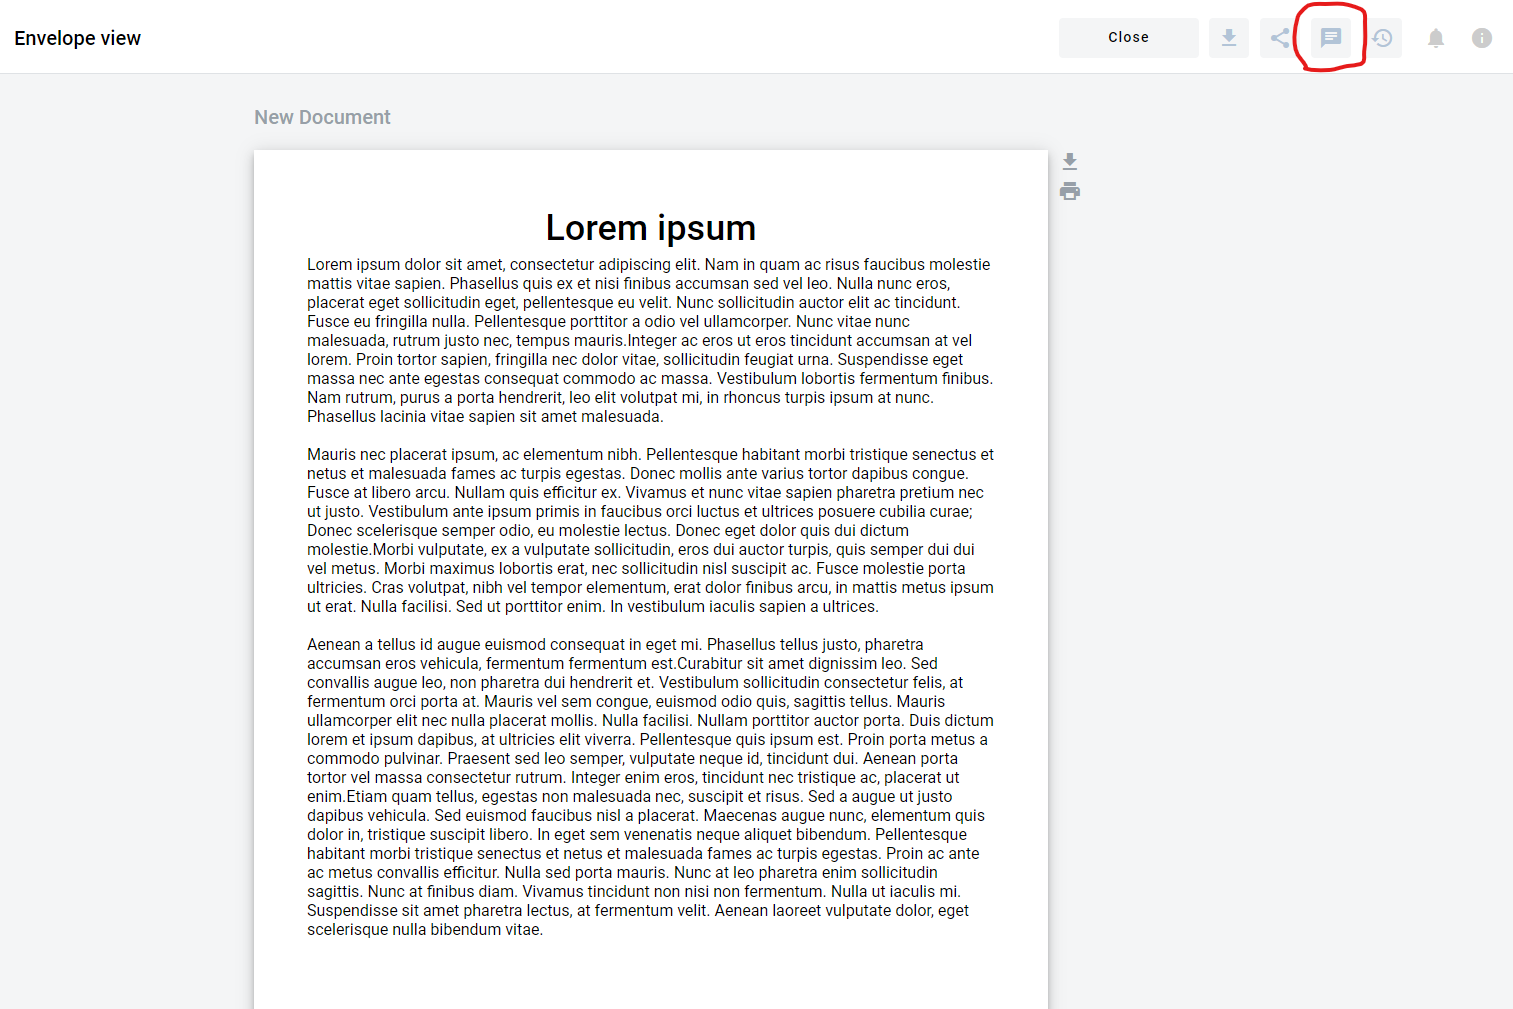 Envelope view
Close
New Document
Lorem ipsum
Lorem ipsum dolor sit amet, consectetur adipiscing elit. Nam in quam ac risus faucibus molestie
mattis vitae sapien. Phasellus quis ex et nisi finibus accumsan sed vel leo. Nulla nunc eros,
placerat eget sollicitudin eget, pellentesque eu velit. Nunc sollicitudin auctor elit ac tincidunt.
Fusce eu fringilla nulla. Pellentesque porttitor a odio vel ullamcorper. Nunc vitae nunc
malesuada, rutrum justo nec, tempus mauris.Integer ac eros ut eros tincidunt accumsan at vel
lorem. Proin tortor sapien, fringilla nec dolor vitae, sollicitudin feugiat urna. Suspendisse eget
massa nec ante egestas consequat commodo ac massa. Vestibulum lobortis fermentum finibus.
Nam rutrum, purus a porta hendrerit, leo elit volutpat mi, in rhoncus turpis ipsum at nunc.
Phasellus lacinia vitae sapien sit amet malesuada.
Mauris nec placerat ipsum, ac elementum nibh. Pellentesque habitant morbi tristique senectus et
netus et malesuada fames ac turpis egestas. Donec mollis ante varius tortor dapibus congue.
Fusce at libero arcu. Nullam quis efficitur ex. Vivamus et nunc vitae sapien pharetra pretium nec
ut justo. Vestibulum ante ipsum primis in faucibus orci luctus et ultrices posuere cubilia curae;
Donec scelerisque semper odio, eu molestie lectus. Donec eget dolor quis dui dictum
molestie.Morbi vulputate, ex a vulputate sollicitudin, eros dui auctor turpis, quis semper dui dui
vel metus. Morbi maximus lobortis erat, nec sollicitudin nisl suscipit ac. Fusce molestie porta
ultricies. Cras volutpat, nibh vel tempor elementum, erat dolor finibus arcu, in mattis metus ipsum
ut erat. Nulla facilisi. Sed ut porttitor enim. In vestibulum iaculis sapien a ultrices.
Aenean a tellus id augue euismod consequat in eget mi. Phasellus tellus justo, pharetra
accumsan eros vehicula, fermentum fermentum est.Curabitur sit amet dignissim leo. Sed
convallis augue leo, non pharetra dui hendrerit et. Vestibulum sollicitudin consectetur felis, at
fermentum orci porta at. Mauris vel sem congue, euismod odio quis, sagittis tellus. Mauris
ullamcorper elit nec nulla placerat mollis. Nulla facilisi. Nullam porttitor auctor porta. Duis dictum
lorem et ipsum dapibus, at ultricies elit viverra. Pellentesque quis ipsum est. Proin porta metus a
commodo pulvinar. Praesent sed leo semper, vulputate neque id, tincidunt dui. Aenean porta
tortor vel massa consectetur rutrum. Integer enim eros, tincidunt nec tristique ac, placerat ut
enim.Etiam quam tellus, egestas non malesuada nec, suscipit et risus. Sed a augue ut justo
dapibus vehicula. Sed euismod faucibus nisl a placerat. Maecenas augue nunc, elementum quis
dolor in, tristique suscipit libero. In eget sem venenatis neque aliquet bibendum. Pellentesque
habitant morbi tristique senectus et netus et malesuada fames ac turpis egestas. Proin ac ante
ac metus convallis efficitur. Nulla sed porta mauris. Nunc at leo pharetra enim sollicitudin
sagittis. Nunc at finibus diam. Vivamus tincidunt non nisi non fermentum. Nulla ut iaculis mi.
Suspendisse sit amet pharetra lectus, at fermentum velit. Aenean laoreet vulputate dolor, eget
scelerisque nulla bibendum vitae.